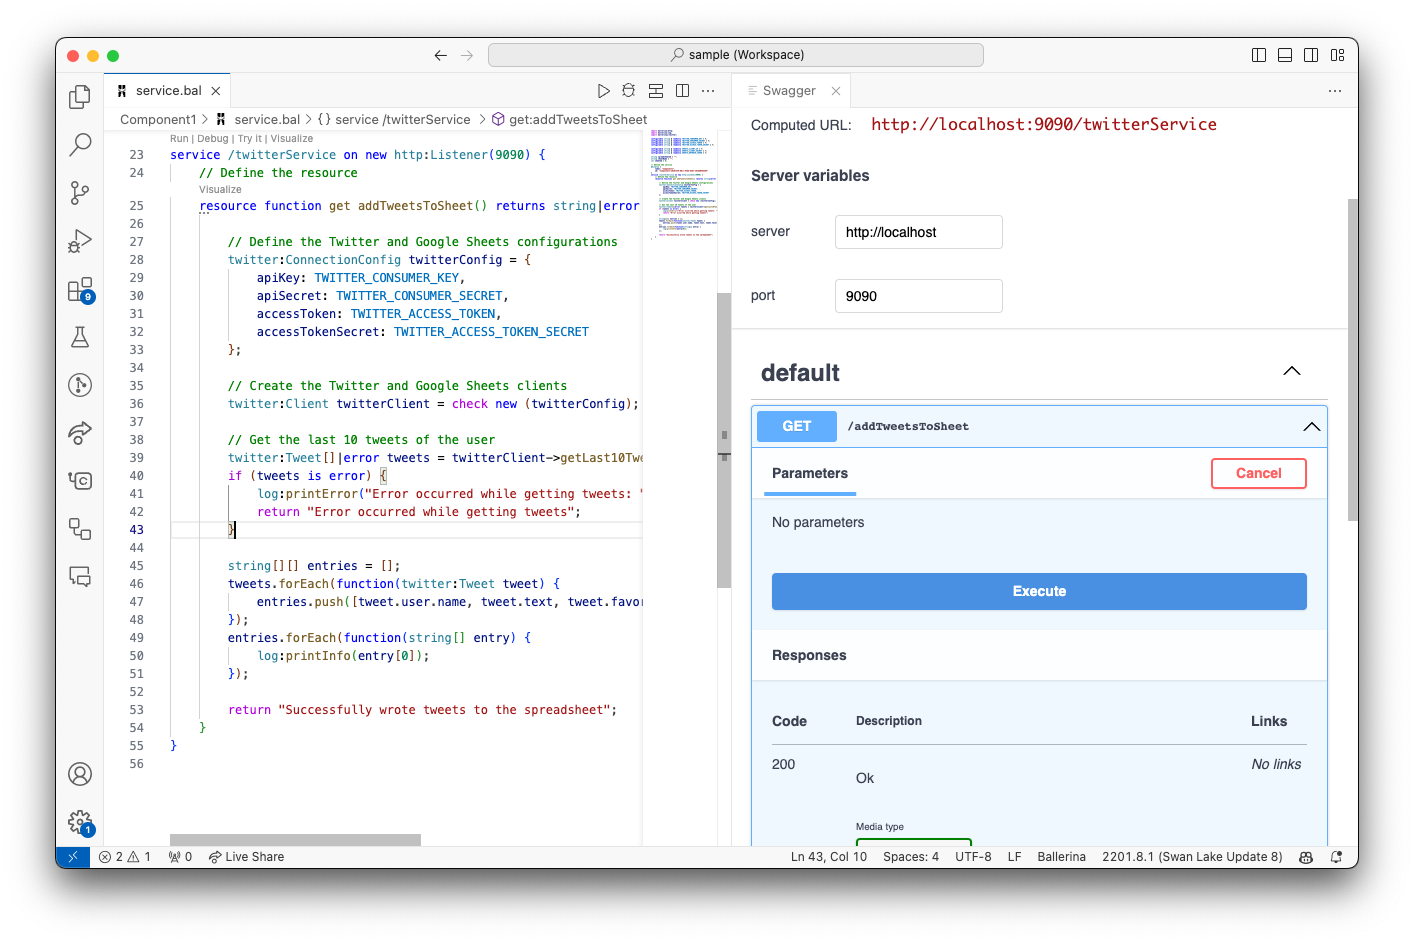 sample (Workspace)
service.bal
Component1 > service.bal > {} service /twitterService > get:addTweetsToSheet
Run | Debug | Try it | Visualize
23 service /twitterService on new http:Listener(9090) {
24 // Define the resource
Visualize
25 resource function get addTweetsToSheet() returns string|error
26
27 // Define the Twitter and Google Sheets configurations
28 twitter:ConnectionConfig twitterConfig = {
29 apiKey: TWITTER_CONSUMER_KEY,
30 apiSecret: TWITTER_CONSUMER_SECRET,
31 accessToken: TWITTER_ACCESS_TOKEN,
32 accessTokenSecret: TWITTER_ACCESS_TOKEN_SECRET
33 };
34
35 // Create the Twitter and Google Sheets clients
36 twitter:Client twitterClient = check new (twitterConfig);
37
38 // Get the last 10 tweets of the user
39 twitter:Tweet[]|error tweets = twitterClient->getLast10Twe
40 if (tweets is error) {
41 log:printError("Error occurred while getting tweets: "
42 return "Error occurred while getting tweets";
43 }
44
45 string[][] entries = [];
46 tweets.forEach(function(twitter:Tweet tweet) {
47 entries.push([tweet.user.name, tweet.text, tweet.favor
48 });
49 entries.forEach(function(string[] entry) {
50 log:printInfo(entry[0]);
51 });
52
53 return "Successfully wrote tweets to the spreadsheet";
54 }
55 }
56
9
1
Swagger
Computed URL: http://localhost:9090/twitterService
Server variables
server http://localhost
port 9090
default
GET /addTweetsToSheet
Parameters Cancel
No parameters
Execute
Responses
Code Description Links
200 Ok No links
Media type
2 1 0 Live Share Ln 43, Col 10 Spaces: 4 UTF-8 LF Ballerina 2201.8.1 (Swan Lake Update 8)